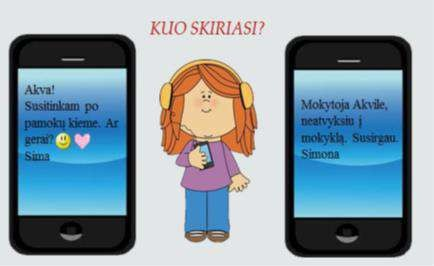 KUO SKIRIASI?
Akva!
Susitinkam po
pamokų kieme. Ar
gerai?
Sima
Mokytoja Akvile,
neatvyksiu į
mokyklą. Susirgau.
Simona